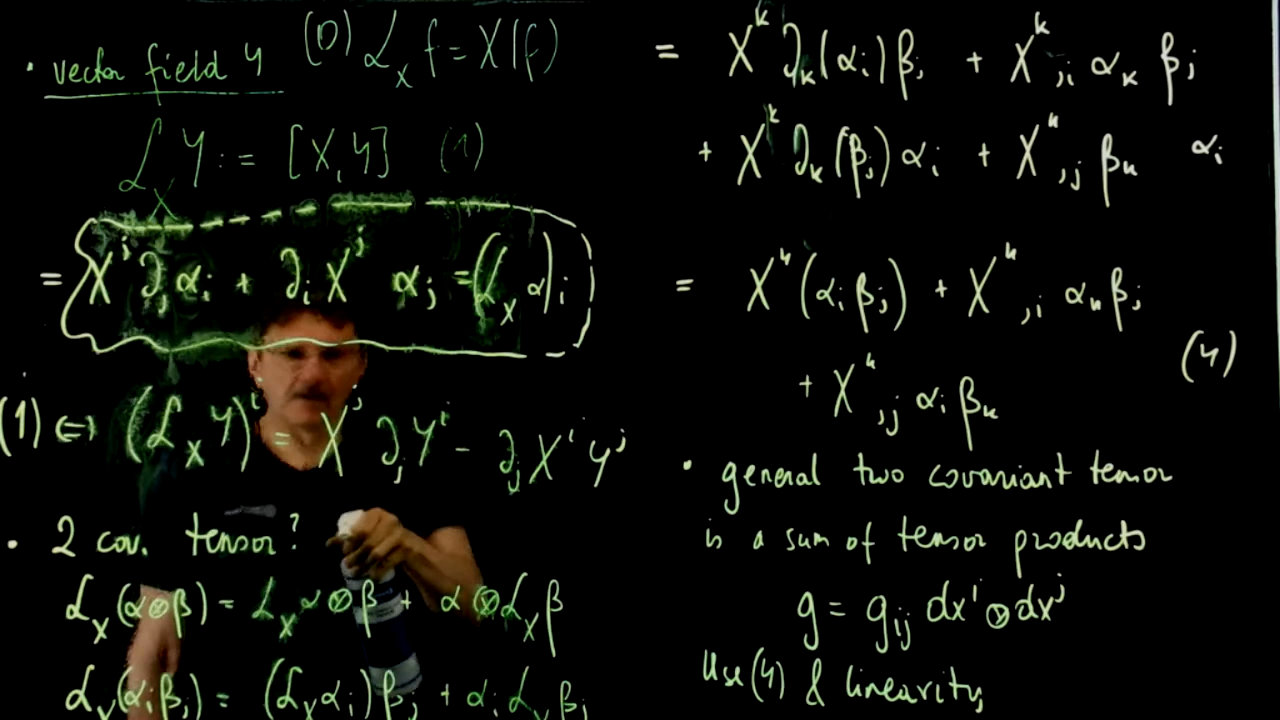 • vector field Y (0) ℒ_X f = X(f)
ℒ_X Y := [X,Y] (1)
= X^j ∂_j α_i + ∂_i X^j α_j = (ℒ_X α)_i
(1) ⇔ (ℒ_X Y)^i = X^j ∂_j Y^i - ∂_j X^i Y^j
• 2 cov. tensor?
ℒ_X (α⊗β) = ℒ_X α⊗β + α⊗ℒ_X β
ℒ_X (α_i β_j) = (ℒ_X α_i) β_j + α_i ℒ_X β_j
= X^k ∂_k (α_i) β_j + X^k_{,i} α_k β_j
+ X^k ∂_k (β_j) α_i + X^k_{,j} β_k α_i
= X^k (α_i β_j) + X^k_{,i} α_k β_j
+ X^k_{,j} α_i β_k (4)
• general two covariant tensor
is a sum of tensor products
g = g_{ij} dx^i ⊗ dx^j
Use (4) & linearity